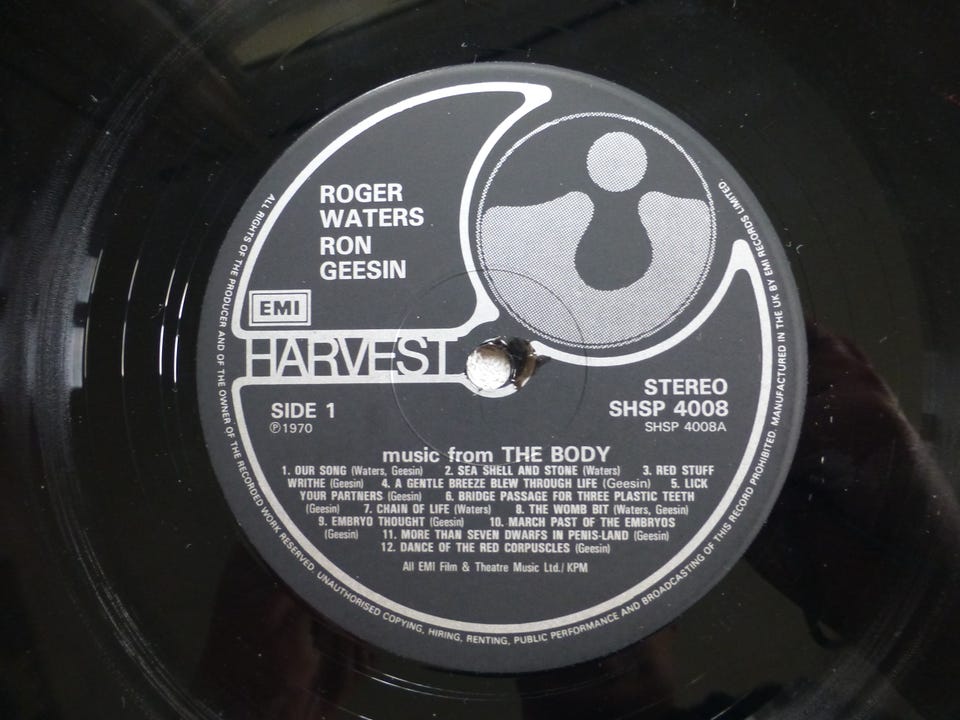 ROGER
WATERS
RON
GEESIN
EMI
HARVEST
SIDE 1
℗1970
STEREO
SHSP 4008
SHSP 4008A
music from THE BODY
1. OUR SONG (Waters, Geesin) 2. SEA SHELL AND STONE (Waters) 3. RED STUFF
WRITHE (Geesin) 4. A GENTLE BREEZE BLEW THROUGH LIFE (Geesin) 5. LICK
YOUR PARTNERS (Geesin) 6. BRIDGE PASSAGE FOR THREE PLASTIC TEETH
(Geesin) 7. CHAIN OF LIFE (Waters) 8. THE WOMB BIT (Waters, Geesin)
9. EMBRYO THOUGHT (Geesin) 10. MARCH PAST OF THE EMBRYOS
(Geesin) 11. MORE THAN SEVEN DWARFS IN PENIS-LAND (Geesin)
12. DANCE OF THE RED CORPUSCLES (Geesin)
All EMI Film & Theatre Music Ltd./KPM
ALL RIGHTS OF THE PRODUCER AND OF THE OWNER OF THE RECORDED WORK RESERVED. UNAUTHORISED COPYING, HIRING, RENTING, PUBLIC PERFORMANCE AND BROADCASTING OF THIS RECORD PROHIBITED. MANUFACTURED IN THE UK BY EMI RECORDS LIMITED.